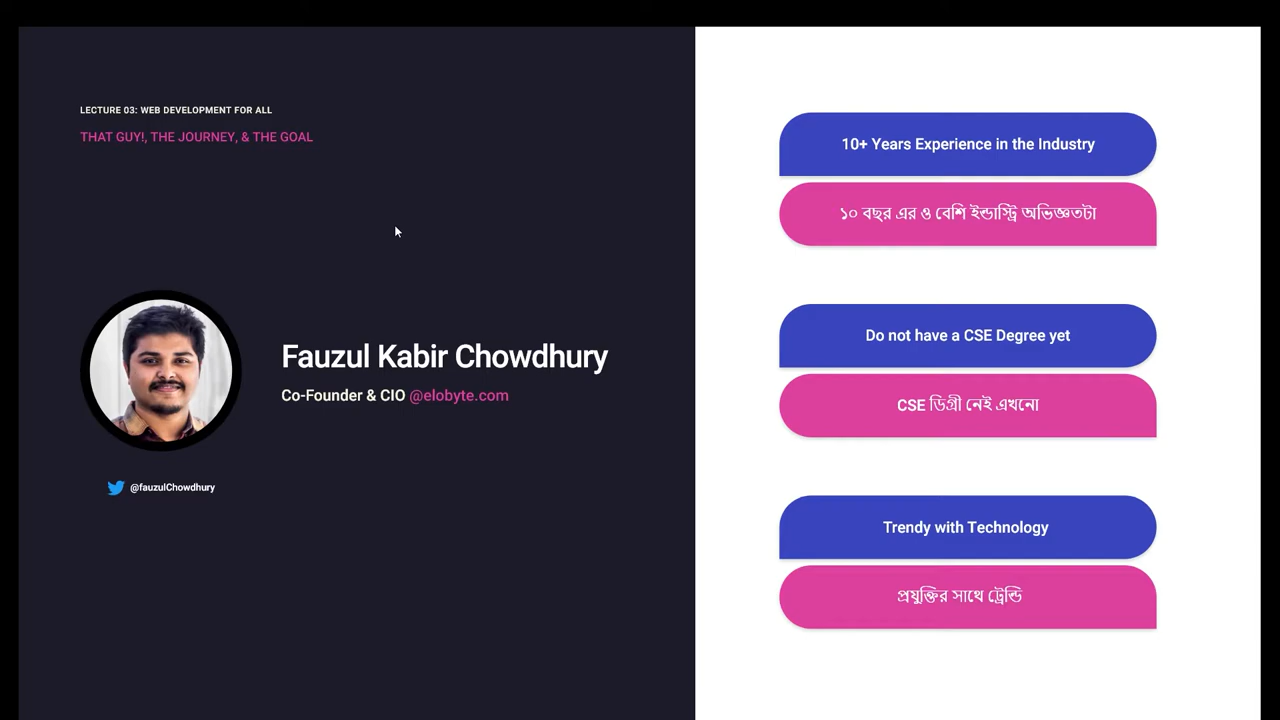 LECTURE 03: WEB DEVELOPMENT FOR ALL
THAT GUY!, THE JOURNEY, & THE GOAL
Fauzul Kabir Chowdhury
Co-Founder & CIO @elobyte.com
@fauzulChowdhury
10+ Years Experience in the Industry
১০ বছর এর ও বেশি ইন্ডাস্ট্রি অভিজ্ঞতটা
Do not have a CSE Degree yet
CSE ডিগ্রী নেই এখনো
Trendy with Technology
প্রযুক্তির সাথে ট্রেন্ডি